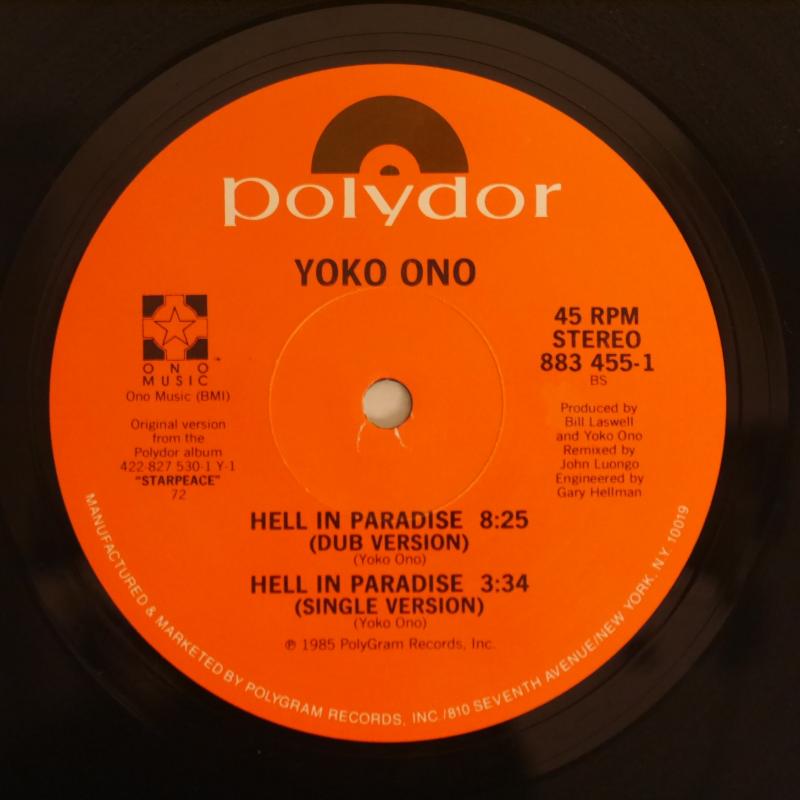 polydor
YOKO ONO
ONO
MUSIC
™
Ono Music (BMI)
Original version
from the
Polydor album
422-827 530-1 Y-1
"STARPEACE"
72
45 RPM
STEREO
883 455-1
BS
Produced by
Bill Laswell
and Yoko Ono
Remixed by
John Luongo
Engineered by
Gary Hellman
HELL IN PARADISE 8:25
(DUB VERSION)
(Yoko Ono)
HELL IN PARADISE 3:34
(SINGLE VERSION)
(Yoko Ono)
℗ 1985 PolyGram Records, Inc.
MANUFACTURED & MARKETED BY POLYGRAM RECORDS, INC./810 SEVENTH AVENUE/NEW YORK, N.Y. 10019